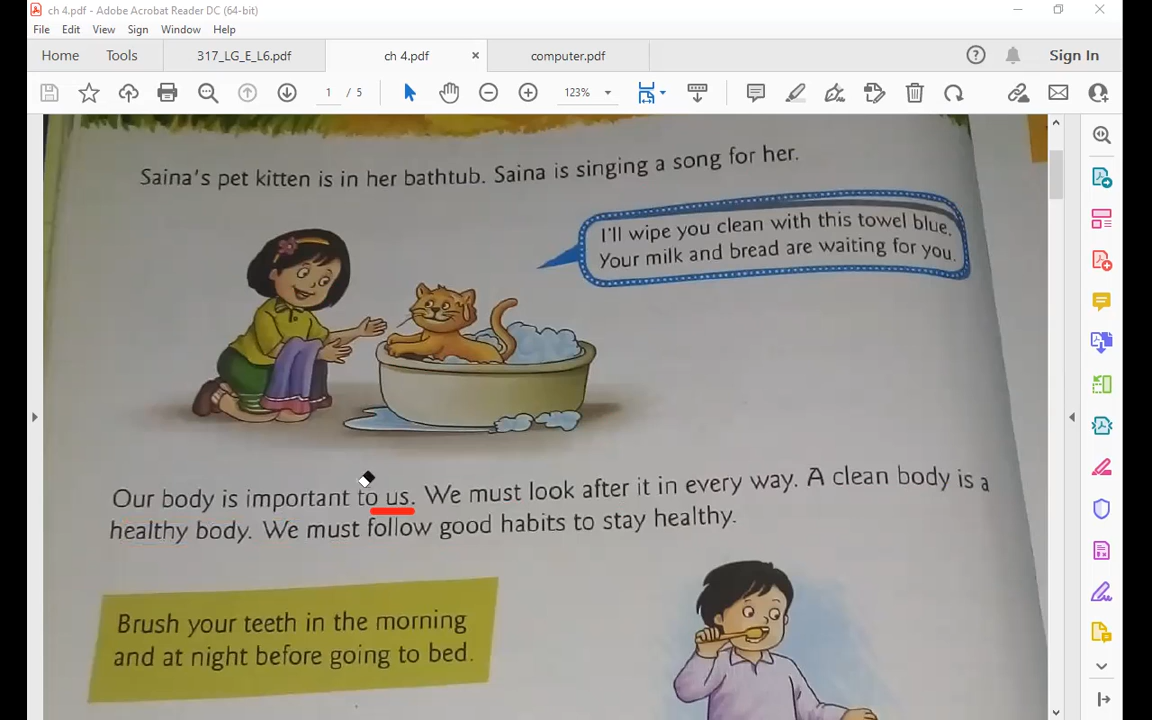 ch 4.pdf - Adobe Acrobat Reader DC (64-bit)
File Edit View Sign Window Help
Home Tools 317_LG_E_L6.pdf ch 4.pdf computer.pdf Sign In
1 / 5 123%
Saina's pet kitten is in her bathtub. Saina is singing a song for her.
I'll wipe you clean with this towel blue.
Your milk and bread are waiting for you.
Our body is important to us. We must look after it in every way. A clean body is a
healthy body. We must follow good habits to stay healthy.
Brush your teeth in the morning
and at night before going to bed.